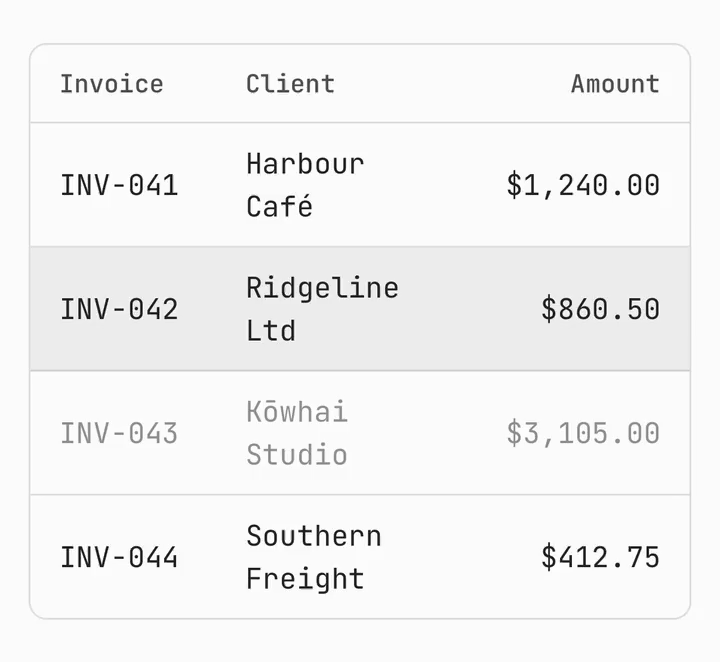 Invoice Client Amount
INV-041 Harbour Café $1,240.00
INV-042 Ridgeline Ltd $860.50
INV-043 Kōwhai Studio $3,105.00
INV-044 Southern Freight $412.75